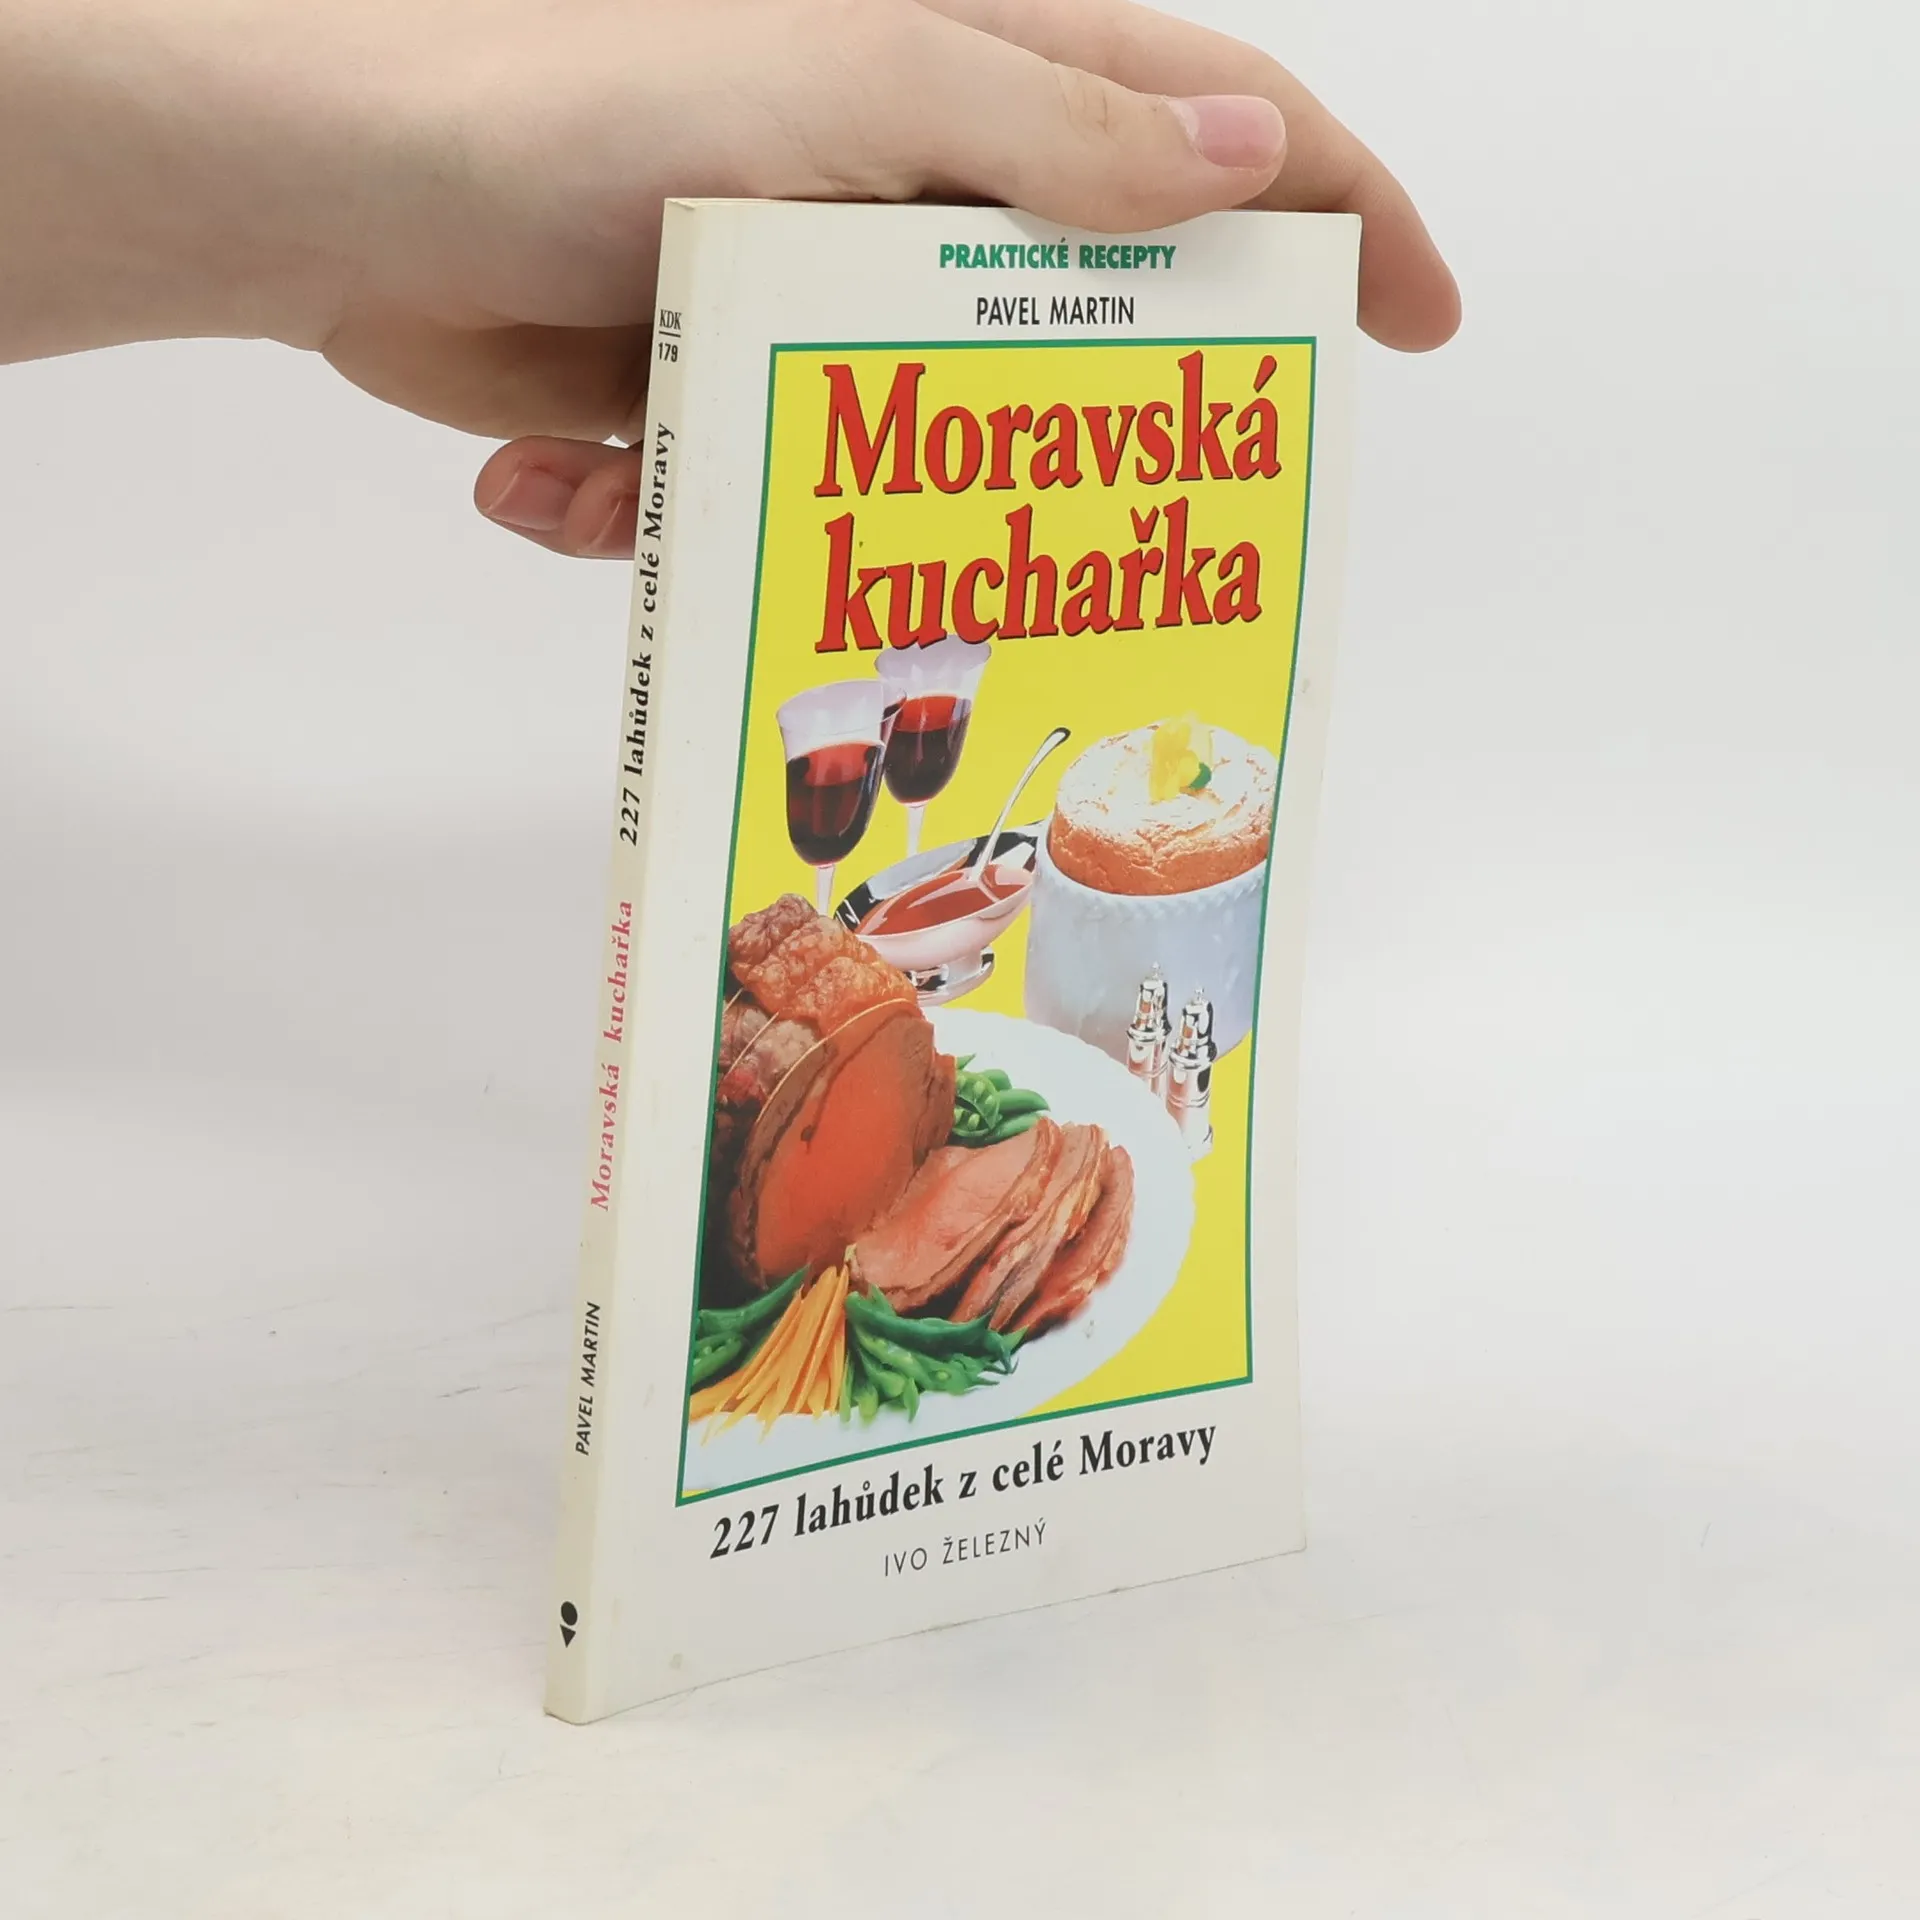 PRAKTICKÉ RECEPTY
PAVEL MARTIN
Moravská
kuchařka
227 lahůdek z celé Moravy
IVO ŽELEZNÝ
KDK
179
PAVEL MARTIN Moravská kuchařka 227 lahůdek z celé Moravy